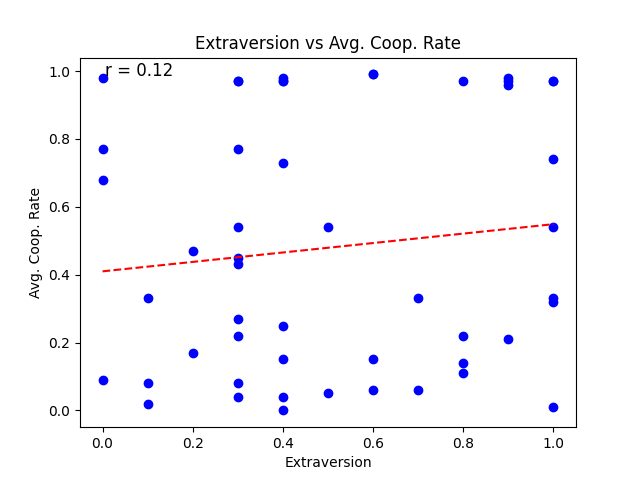 Extraversion vs Avg. Coop. Rate
r = 0.12
1.0
0.8
0.6
0.4
0.2
0.0
Avg. Coop. Rate
0.0 0.2 0.4 0.6 0.8 1.0
Extraversion